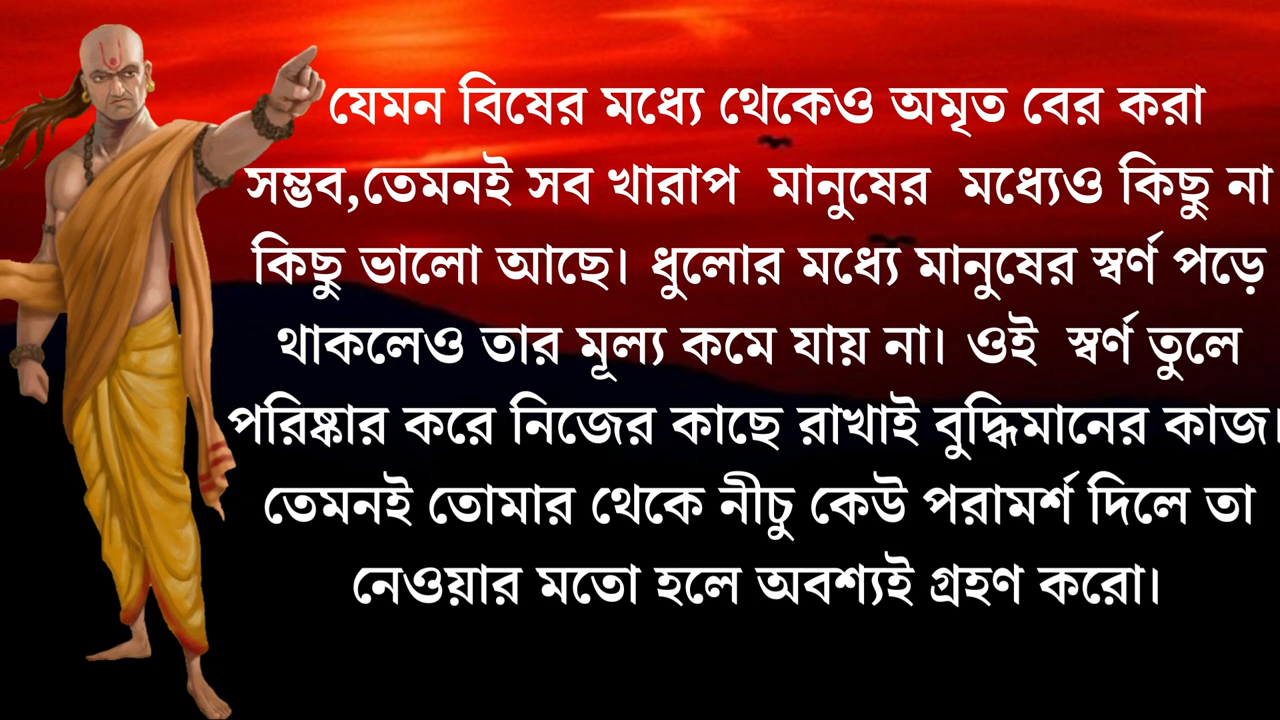 যেমন বিষের মধ্যে থেকেও অমৃত বের করা
সম্ভব,তেমনই সব খারাপ মানুষের মধ্যেও কিছু না
কিছু ভালো আছে। ধুলোর মধ্যে মানুষের স্বর্ণ পড়ে
থাকলেও তার মূল্য কমে যায় না। ওই স্বর্ণ তুলে
পরিষ্কার করে নিজের কাছে রাখাই বুদ্ধিমানের কাজ।
তেমনই তোমার থেকে নীচু কেউ পরামর্শ দিলে তা
নেওয়ার মতো হলে অবশ্যই গ্রহণ করো।